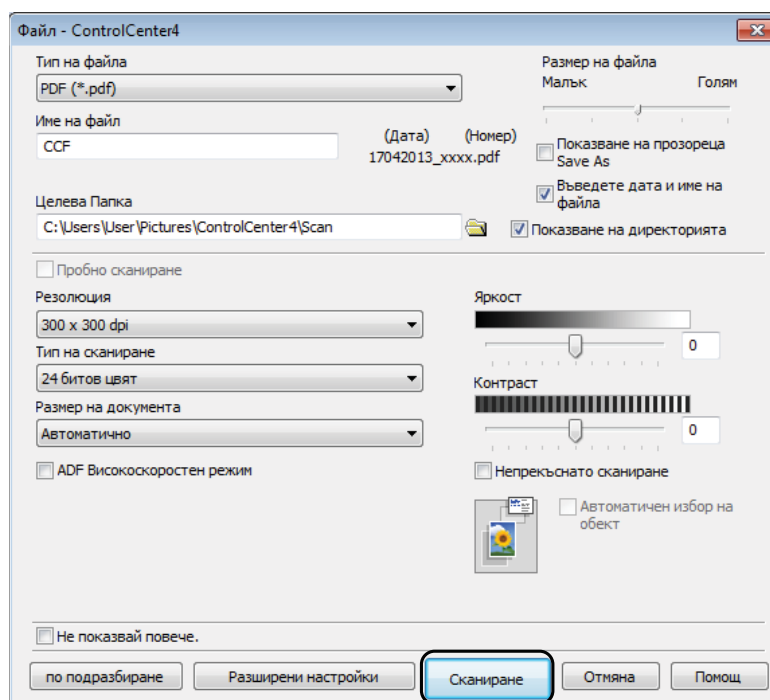 Файл - ControlCenter4
Тип на файла
PDF (*.pdf)
Размер на файла
Малък Голям
Име на файл
CCF
(Дата) (Номер)
17042013_xxxx.pdf
Показване на прозореца
Save As
Въведете дата и име на
файла
Целева Папка
C:\Users\User\Pictures\ControlCenter4\Scan
Показване на директорията
Пробно сканиране
Резолюция
300 x 300 dpi
Тип на сканиране
24 битов цвят
Размер на документа
Автоматично
ADF Високоскоростен режим
Яркост
0
Контраст
0
Непрекъснато сканиране
Автоматичен избор на
обект
Не показвай повече.
по подразбиране Разширени настройки Сканиране Отмяна Помощ